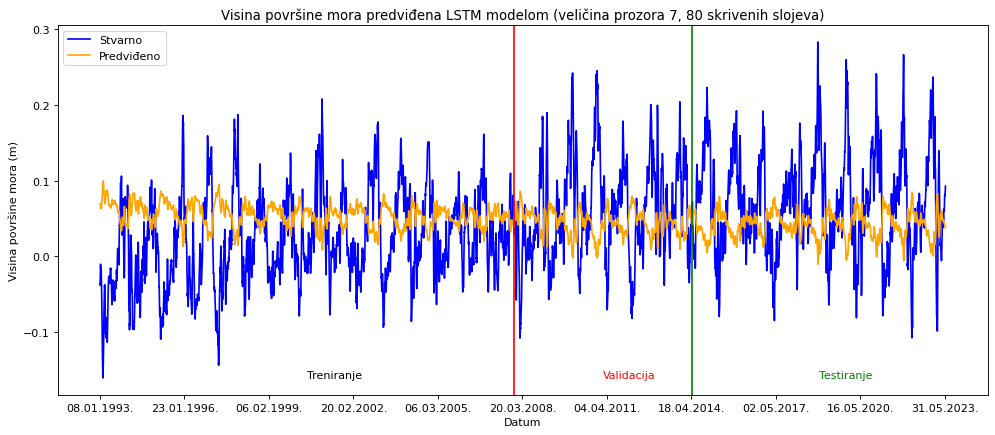 Visina površine mora predviđena LSTM modelom (veličina prozora 7, 80 skrivenih slojeva)
Stvarno
Predviđeno
0.3
0.2
0.1
0.0
−0.1
Visina površine mora (m)
Treniranje
Validacija
Testiranje
08.01.1993. 23.01.1996. 06.02.1999. 20.02.2002. 06.03.2005. 20.03.2008. 04.04.2011. 18.04.2014. 02.05.2017. 16.05.2020. 31.05.2023.
Datum